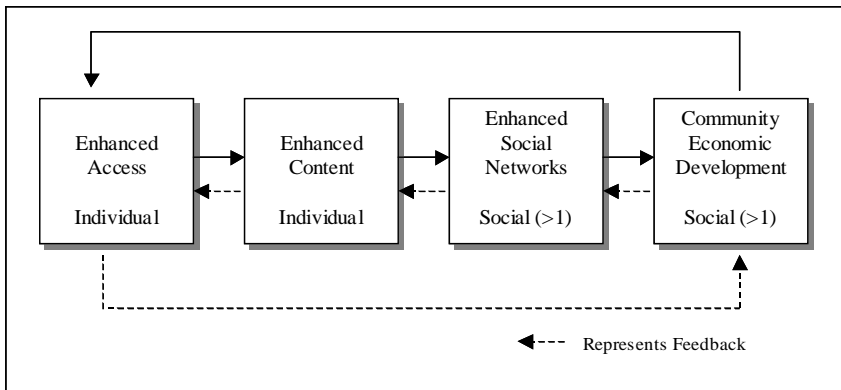 Enhanced
Access
Individual
Enhanced
Content
Individual
Enhanced
Social
Networks
Social (>1)
Community
Economic
Development
Social (>1)
Represents Feedback